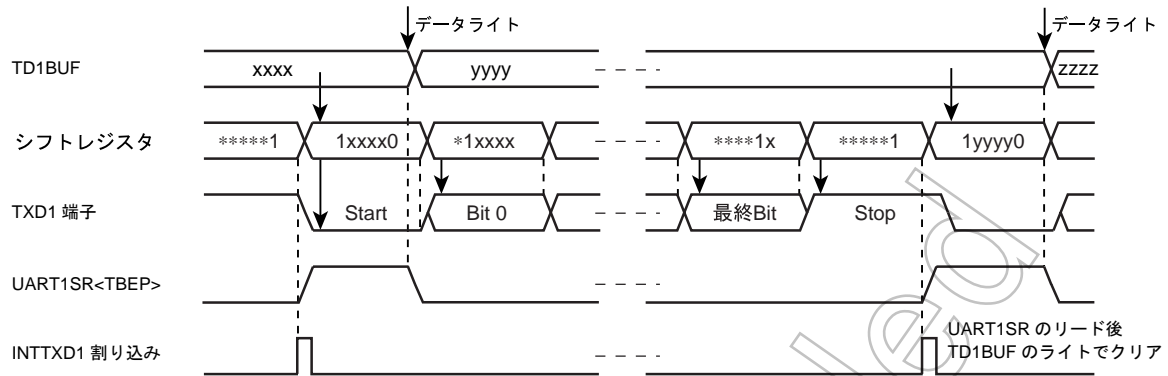 データライト データライト
TD1BUF xxxx yyyy zzzz
シフトレジスタ *****1 1xxxx0 *1xxxx ****1x *****1 1yyyy0
TXD1 端子 Start Bit 0 最終Bit Stop
UART1SR<TBEP>
UART1SR のリード後
INTTXD1 割り込み TD1BUF のライトでクリア